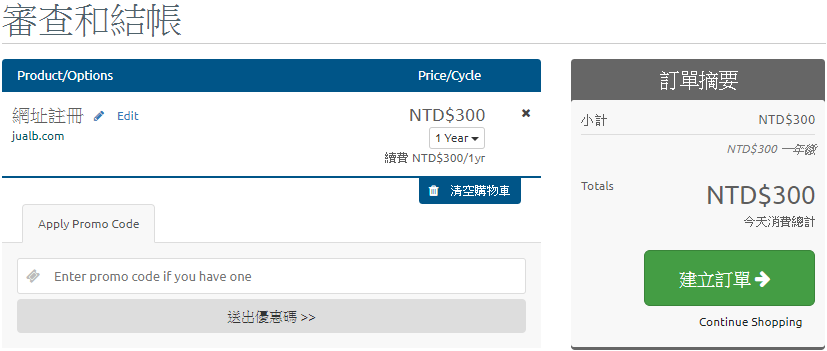 審查和結帳
Product/Options Price/Cycle
網址註冊 Edit NTD$300
jualb.com
1 Year
續費 NTD$300/1yr
清空購物車
Apply Promo Code
Enter promo code if you have one
送出優惠碼 >>
訂單摘要
小計 NTD$300
NTD$300 一年繳
Totals NTD$300
今天消費總計
建立訂單
Continue Shopping